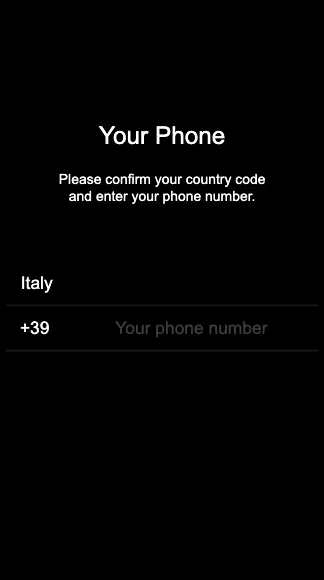 Your Phone
Please confirm your country code
and enter your phone number.
Italy
+39 Your phone number